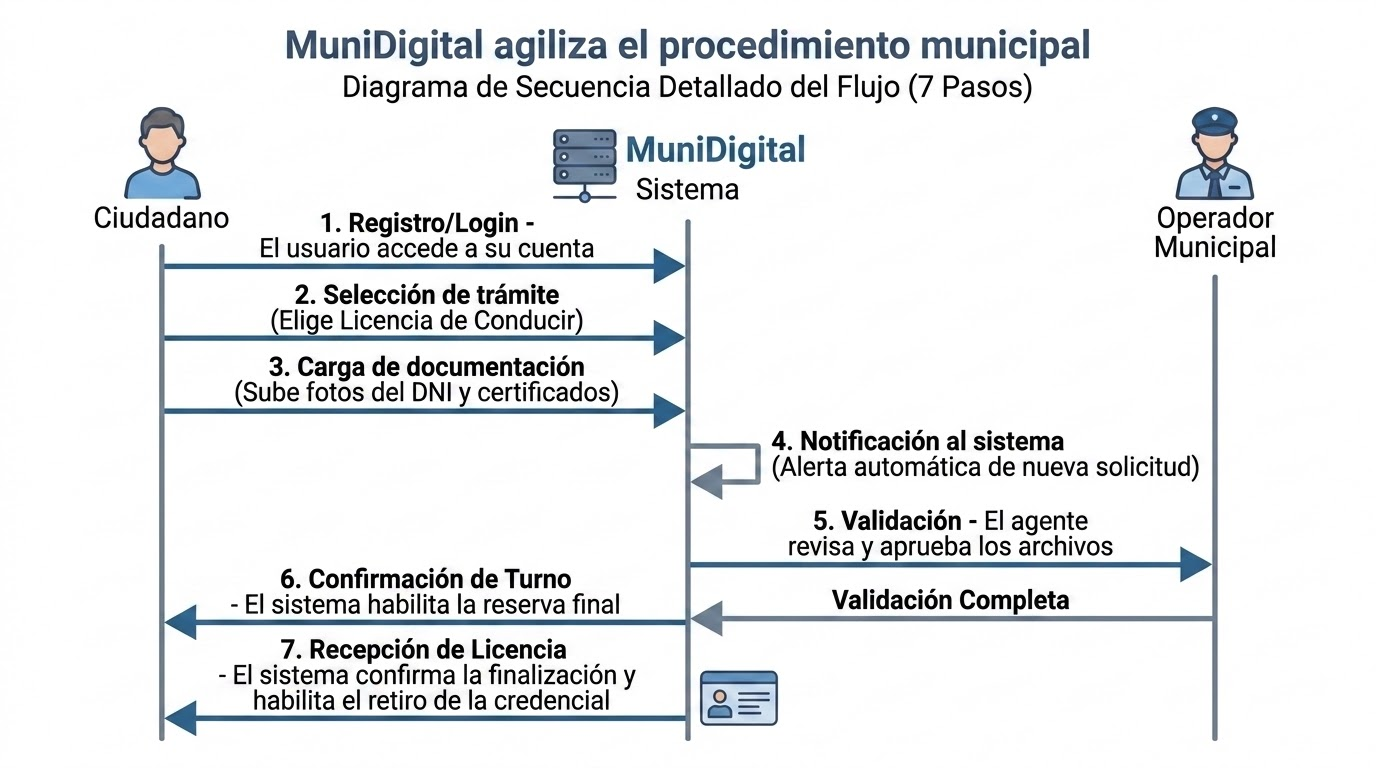 MuniDigital agiliza el procedimiento municipal
Diagrama de Secuencia Detallado del Flujo (7 Pasos)
Ciudadano
MuniDigital
Sistema
Operador
Municipal
1. Registro/Login -
El usuario accede a su cuenta
2. Selección de trámite
(Elige Licencia de Conducir)
3. Carga de documentación
(Sube fotos del DNI y certificados)
4. Notificación al sistema
(Alerta automática de nueva solicitud)
5. Validación - El agente
revisa y aprueba los archivos
Validación Completa
6. Confirmación de Turno
- El sistema habilita la reserva final
7. Recepción de Licencia
- El sistema confirma la finalización y
habilita el retiro de la credencial